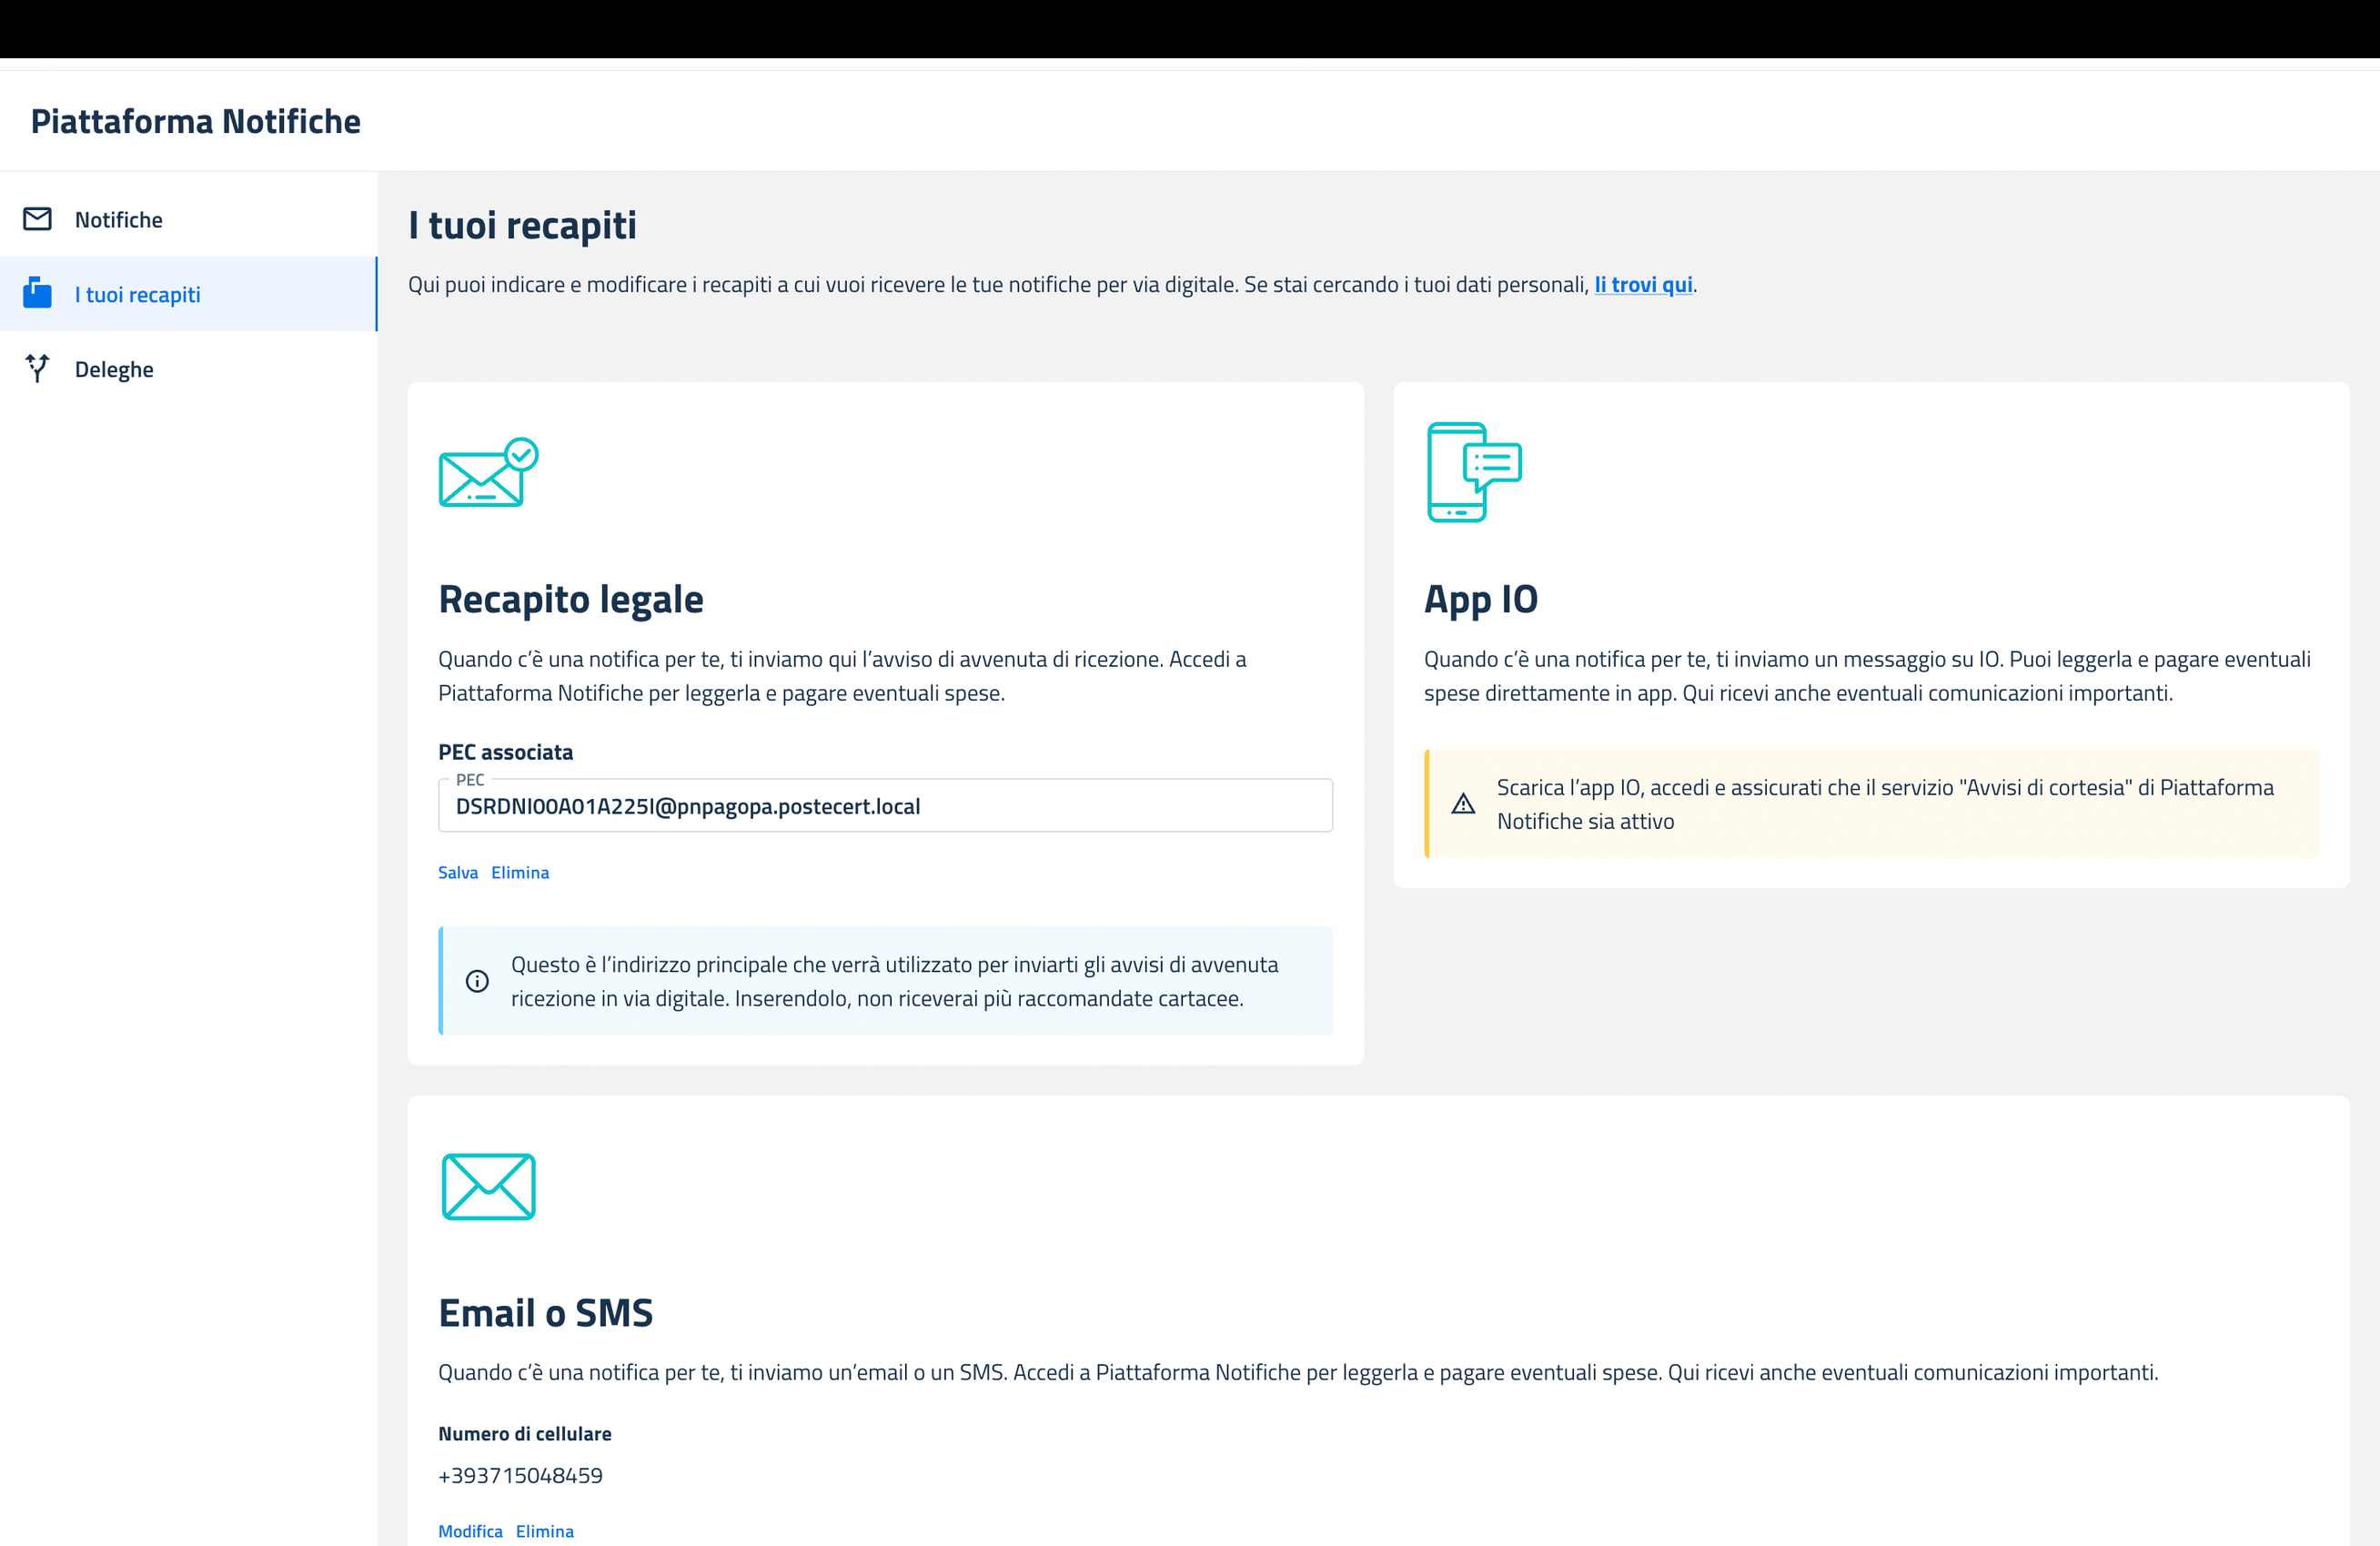 Piattaforma Notifiche
Notifiche
I tuoi recapiti
Deleghe
I tuoi recapiti
Qui puoi indicare e modificare i recapiti a cui vuoi ricevere le tue notifiche per via digitale. Se stai cercando i tuoi dati personali, li trovi qui.
Recapito legale
Quando c’è una notifica per te, ti inviamo qui l’avviso di avvenuta di ricezione. Accedi a
Piattaforma Notifiche per leggerla e pagare eventuali spese.
PEC associata
PEC
DSRDNI00A01A225I@pnpagopa.postecert.local
Salva Elimina
Questo è l’indirizzo principale che verrà utilizzato per inviarti gli avvisi di avvenuta
ricezione in via digitale. Inserendolo, non riceverai più raccomandate cartacee.
App IO
Quando c’è una notifica per te, ti inviamo un messaggio su IO. Puoi leggerla e pagare eventuali
spese direttamente in app. Qui ricevi anche eventuali comunicazioni importanti.
Scarica l’app IO, accedi e assicurati che il servizio "Avvisi di cortesia" di Piattaforma
Notifiche sia attivo
Email o SMS
Quando c’è una notifica per te, ti inviamo un’email o un SMS. Accedi a Piattaforma Notifiche per leggerla e pagare eventuali spese. Qui ricevi anche eventuali comunicazioni importanti.
Numero di cellulare
+393715048459
Modifica Elimina